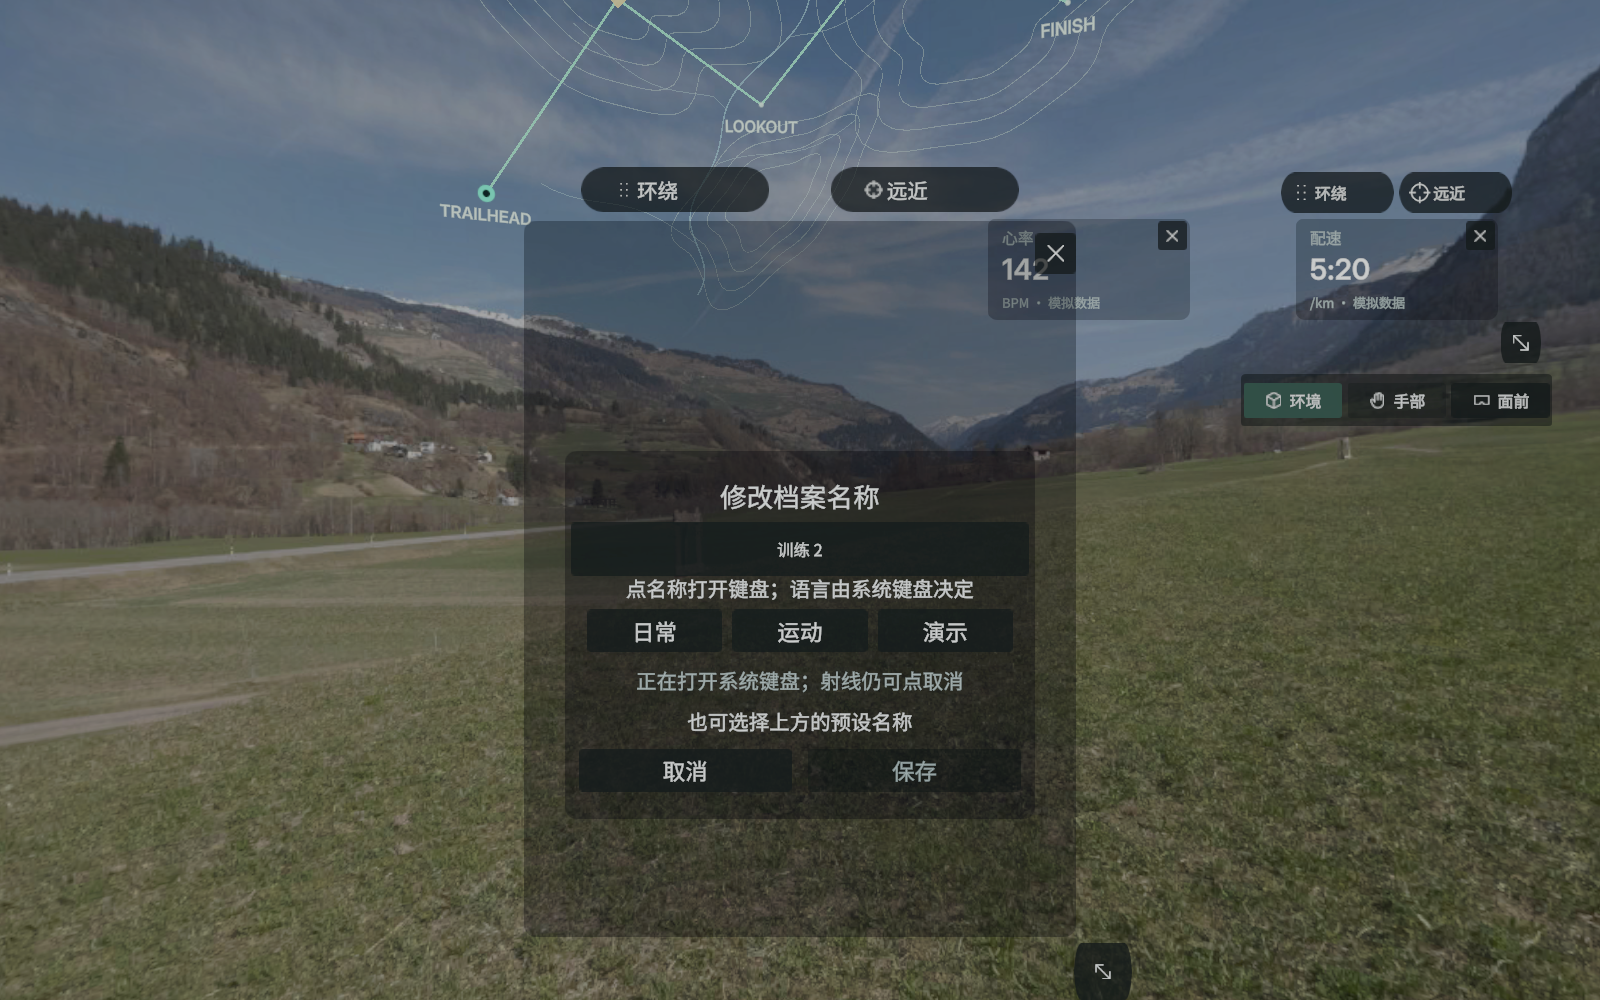 FINISH
LOOKOUT
TRAILHEAD
环绕
远近
环绕
远近
心率
142
BPM · 模拟数据
配速
5:20
/km · 模拟数据
环境
手部
面前
修改档案名称
训练 2
点名称打开键盘；语言由系统键盘决定
日常
运动
演示
正在打开系统键盘；射线仍可点取消
也可选择上方的预设名称
取消
保存